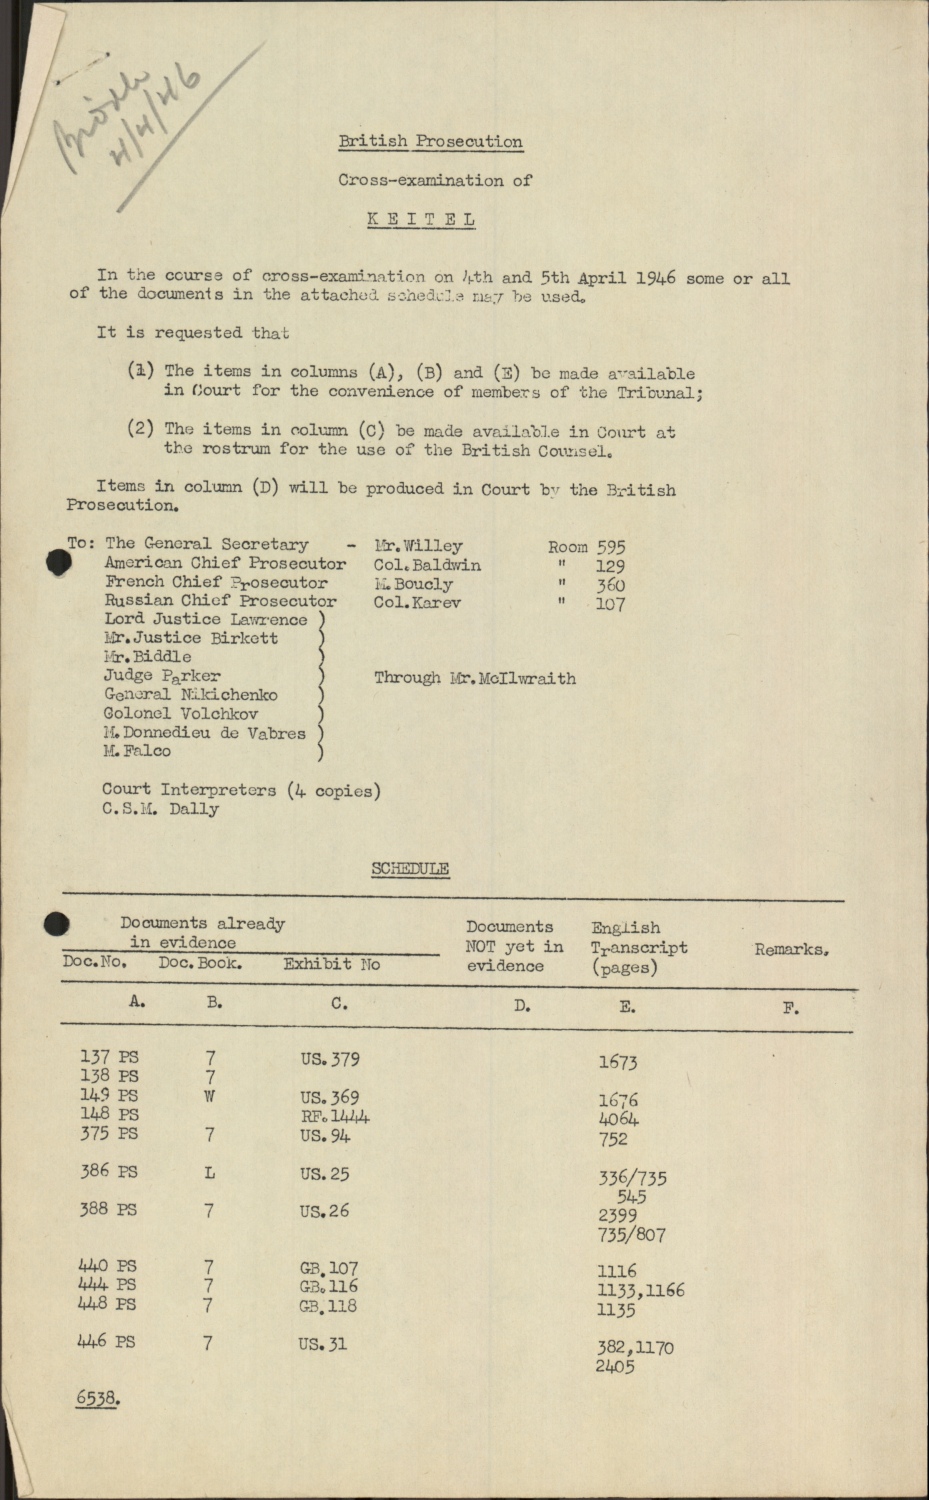 Biddle
4/4/46
British Prosecution
Cross-examination of
K E I T E L
In the course of cross-examination on 4th and 5th April 1946 some or all
of the documents in the attached schedule may be used.
It is requested that
(1) The items in columns (A), (B) and (E) be made available
in Court for the convenience of members of the Tribunal;
(2) The items in column (C) be made available in Court at
the rostrum for the use of the British Counsel.
Items in column (D) will be produced in Court by the British
Prosecution.
To: The General Secretary - Mr.Willey Room 595
American Chief Prosecutor Col.Baldwin " 129
French Chief Prosecutor M.Boucly " 360
Russian Chief Prosecutor Col.Karev " 107
Lord Justice Lawrence )
Mr.Justice Birkett )
Mr.Biddle )
Judge Parker ) Through Mr.McIlwraith
General Nikichenko )
Colonel Volchkov )
M.Donnedieu de Vabres )
M.Falco )
Court Interpreters (4 copies)
C.S.M. Dally
SCHEDULE
Documents already Documents English
in evidence NOT yet in Transcript Remarks.
Doc.No. Doc.Book. Exhibit No evidence (pages)
A. B. C. D. E. F.
137 PS 7 US.379 1673
138 PS 7
149 PS W US.369 1676
148 PS RF.1444 4064
375 PS 7 US.94 752
386 PS L US.25 336/735
545
388 PS 7 US.26 2399
735/807
440 PS 7 GB.107 1116
444 PS 7 GB.116 1133,1166
448 PS 7 GB.118 1135
446 PS 7 US.31 382,1170
2405
6538.